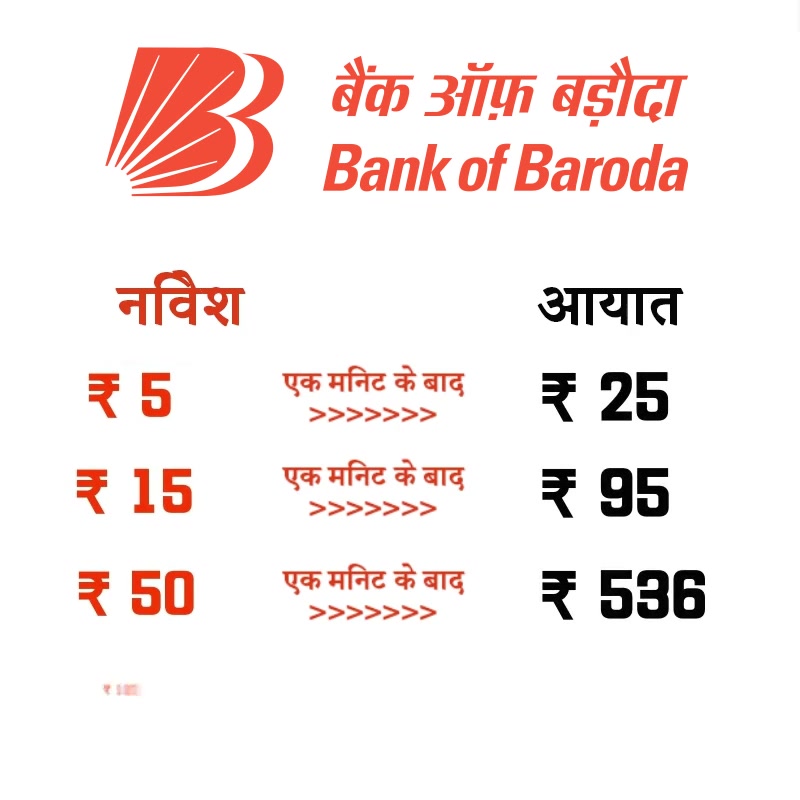 बैंक ऑफ़ बड़ौदा
Bank of Baroda
नविेश आयात
₹ 5 एक मनिट के बाद ₹ 25
>>>>>>>
₹ 15 एक मनिट के बाद ₹ 95
>>>>>>>
₹ 50 एक मनिट के बाद ₹ 536
>>>>>>>